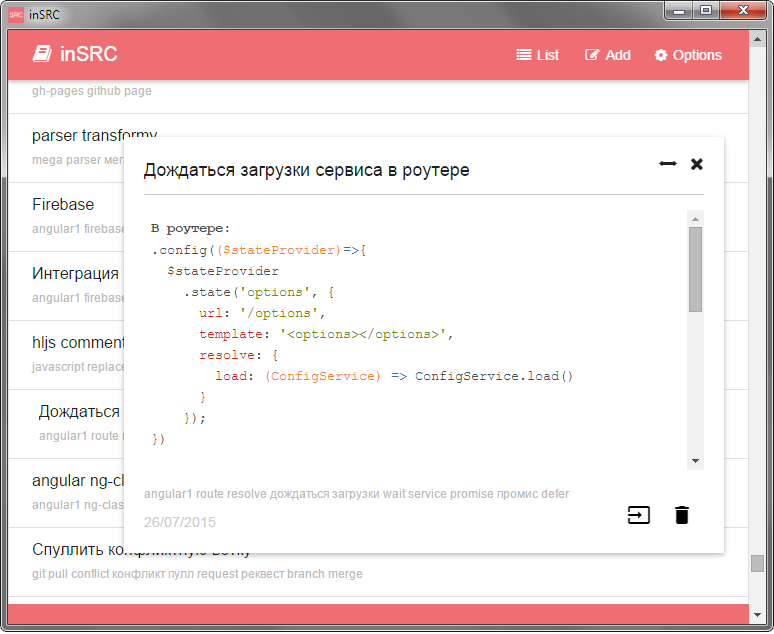 SRC inSRC
inSRC List Add Options
gh-pages github page
parser transformy
mega parser
Firebase
angular1 firebase
Интеграция
angular1 firebase
hljs comment
javascript replace
Дождаться
angular1 route
angular ng-cl
angular1 ng-clas
Спуллить конфликтную ветку
git pull conflict конфликт пулл request реквест branch merge
Дождаться загрузки сервиса в роутере
В роутере:
.config(($stateProvider)=>{
$stateProvider
.state('options', {
url: '/options',
template: '<options></options>',
resolve: {
load: (ConfigService) => ConfigService.load()
}
});
})
angular1 route resolve дождаться загрузки wait service promise промис defer
26/07/2015